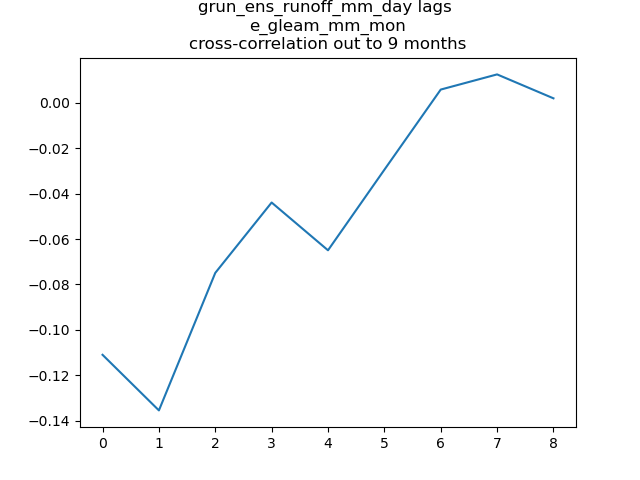 grun_ens_runoff_mm_day lags
e_gleam_mm_mon
cross-correlation out to 9 months
0.00
−0.02
−0.04
−0.06
−0.08
−0.10
−0.12
−0.14
0 1 2 3 4 5 6 7 8